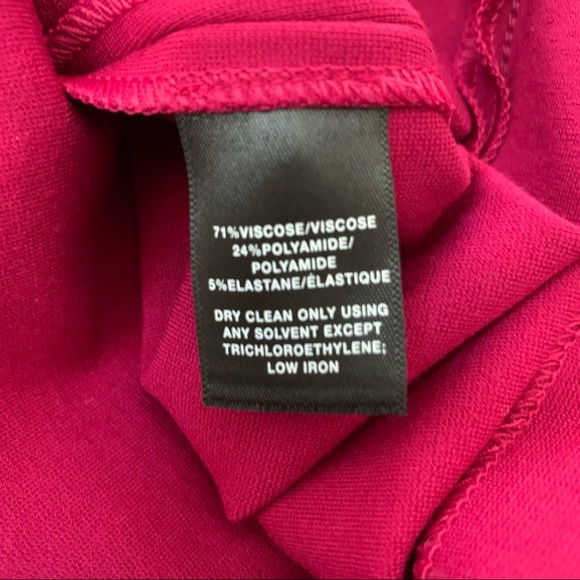 71%VISCOSE/VISCOSE
24%POLYAMIDE/
POLYAMIDE
5%ELASTANE/ÉLASTIQUE
DRY CLEAN ONLY USING
ANY SOLVENT EXCEPT
TRICHLOROETHYLENE;
LOW IRON